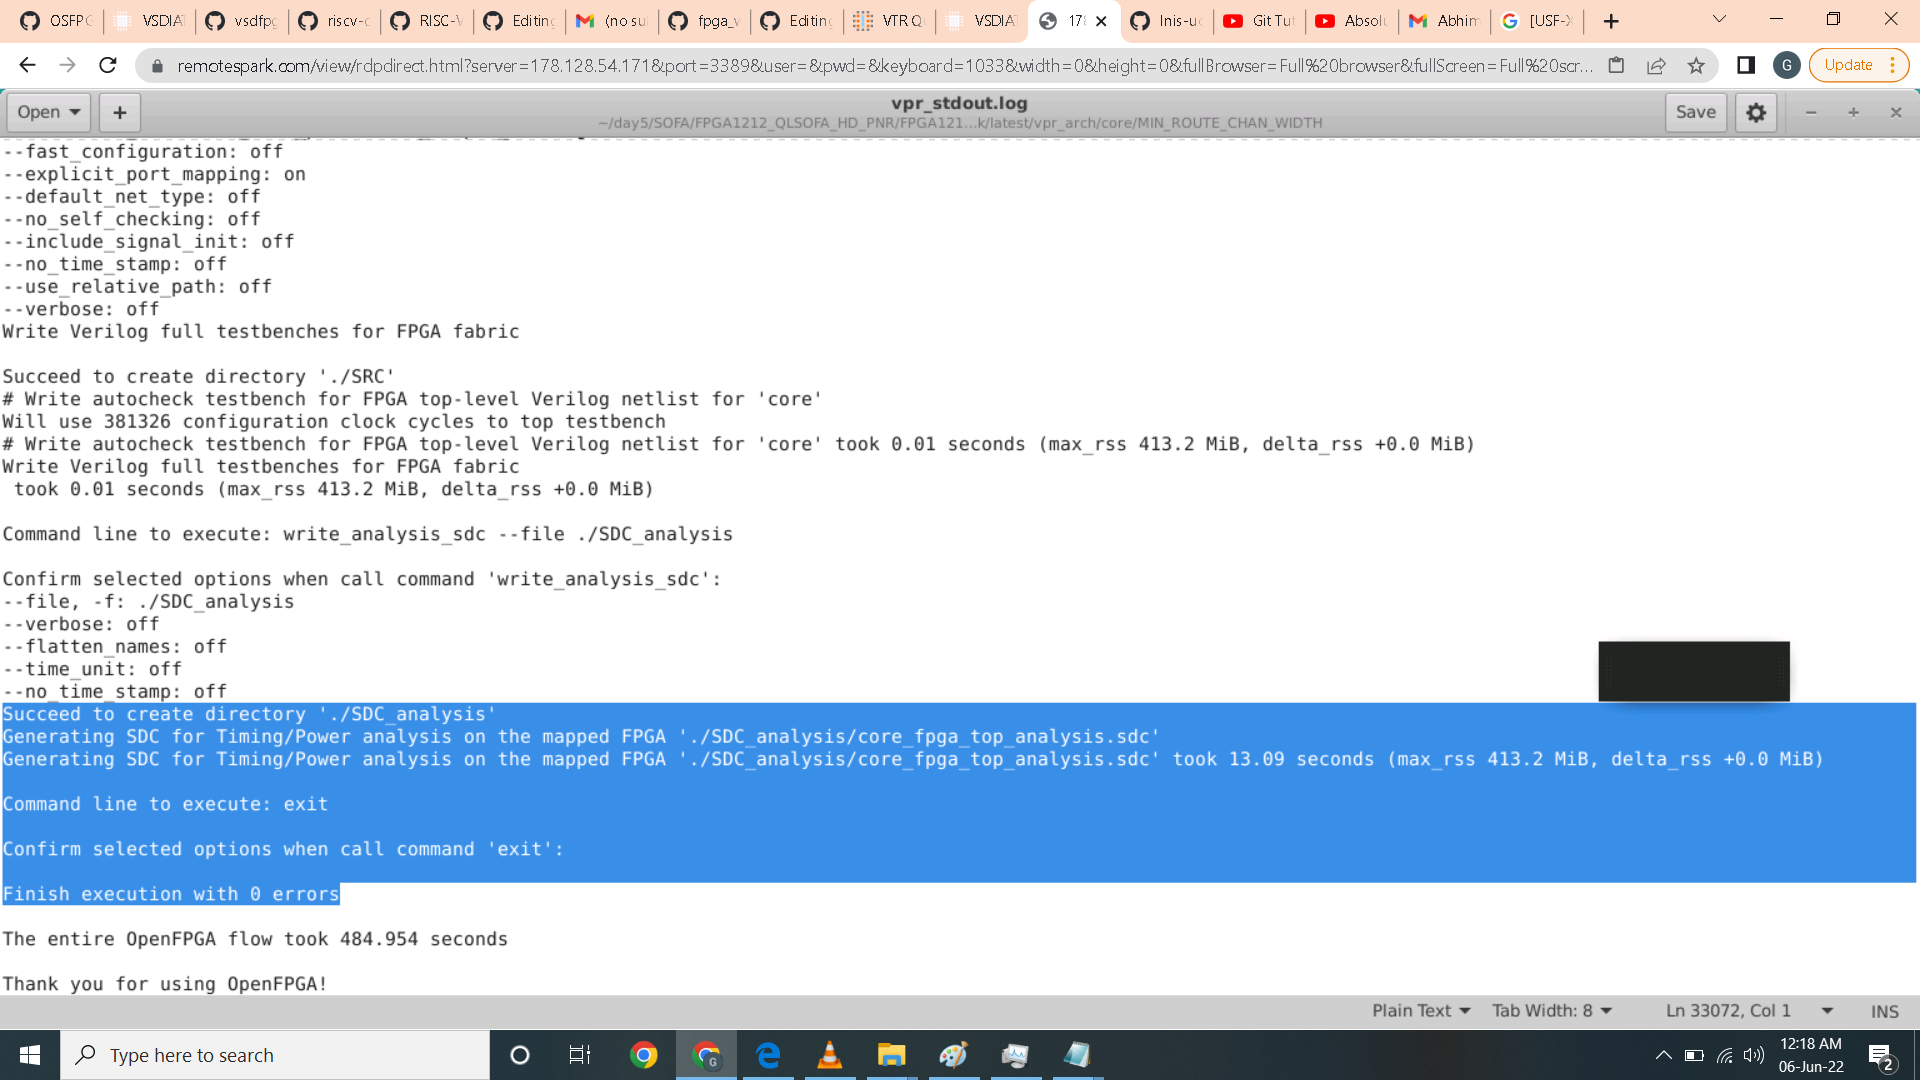 OSFPG
VSDIAT
vsdfpg
riscv-c
RISC-V
Editing
(no su
fpga_v
Editing
VTR Q
VSDIAT
178
Inis-uc
Git Tut
Absolu
Abhim
[USF-X
remotespark.com/view/rdpdirect.html?server=178.128.54.171&port=3389&user=&pwd=&keyboard=1033&width=0&height=0&fullBrowser=Full%20browser&fullScreen=Full%20scr...
G
Update
Open
vpr_stdout.log
~/day5/SOFA/FPGA1212_QLSOFA_HD_PNR/FPGA121...k/latest/vpr_arch/core/MIN_ROUTE_CHAN_WIDTH
Save
--fast_configuration: off
--explicit_port_mapping: on
--default_net_type: off
--no_self_checking: off
--include_signal_init: off
--no_time_stamp: off
--use_relative_path: off
--verbose: off
Write Verilog full testbenches for FPGA fabric
Succeed to create directory './SRC'
# Write autocheck testbench for FPGA top-level Verilog netlist for 'core'
Will use 381326 configuration clock cycles to top testbench
# Write autocheck testbench for FPGA top-level Verilog netlist for 'core' took 0.01 seconds (max_rss 413.2 MiB, delta_rss +0.0 MiB)
Write Verilog full testbenches for FPGA fabric
took 0.01 seconds (max_rss 413.2 MiB, delta_rss +0.0 MiB)
Command line to execute: write_analysis_sdc --file ./SDC_analysis
Confirm selected options when call command 'write_analysis_sdc':
--file, -f: ./SDC_analysis
--verbose: off
--flatten_names: off
--time_unit: off
--no_time_stamp: off
Succeed to create directory './SDC_analysis'
Generating SDC for Timing/Power analysis on the mapped FPGA './SDC_analysis/core_fpga_top_analysis.sdc'
Generating SDC for Timing/Power analysis on the mapped FPGA './SDC_analysis/core_fpga_top_analysis.sdc' took 13.09 seconds (max_rss 413.2 MiB, delta_rss +0.0 MiB)
Command line to execute: exit
Confirm selected options when call command 'exit':
Finish execution with 0 errors
The entire OpenFPGA flow took 484.954 seconds
Thank you for using OpenFPGA!
Plain Text
Tab Width: 8
Ln 33072, Col 1
INS
Type here to search
12:18 AM
06-Jun-22
2